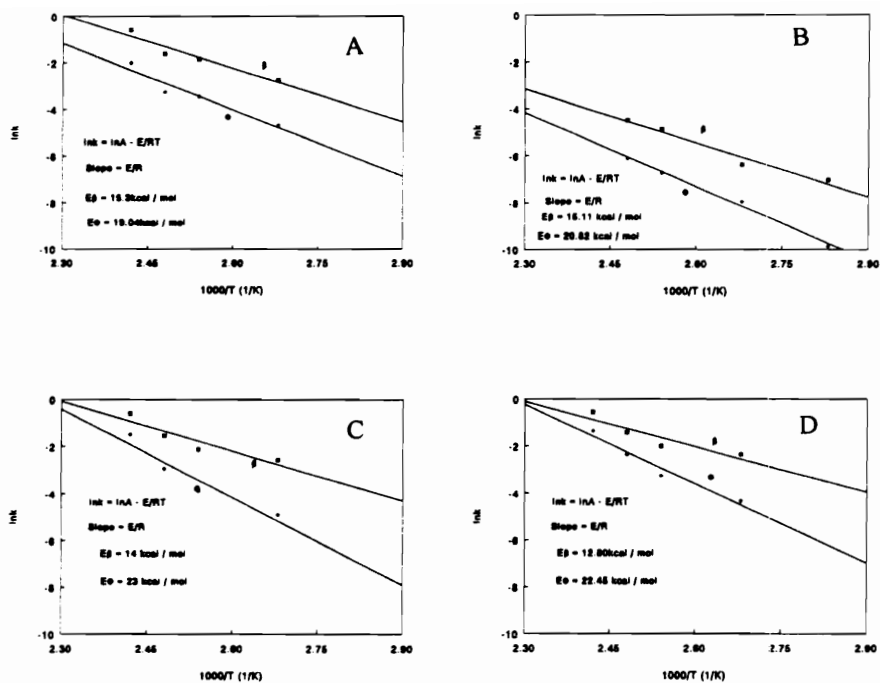 A
0
-2
-4
-6
-8
-10
lnk
β
Φ
lnk = lnA - E/RT
Slope = E/R
Eβ = 15.3kcal / mol
EΦ = 19.04kcal / mol
2.30 2.45 2.60 2.75 2.90
1000/T (1/K)
B
0
-2
-4
-6
-8
-10
lnk
β
Φ
lnk = lnA - E/RT
Slope = E/R
Eβ = 15.11 kcal / mol
EΦ = 20.62 kcal / mol
2.30 2.45 2.60 2.75 2.90
1000/T (1/K)
C
0
-2
-4
-6
-8
-10
lnk
β
Φ
lnk = lnA - E/RT
Slope = E/R
Eβ = 14 kcal / mol
EΦ = 23 kcal / mol
2.30 2.45 2.60 2.75 2.90
1000/T (1/K)
D
0
-2
-4
-6
-8
-10
lnk
β
Φ
lnk = lnA - E/RT
Slope = E/R
Eβ = 12.80kcal / mol
EΦ = 22.45 kcal / mol
2.30 2.45 2.60 2.75 2.90
1000/T (1/K)